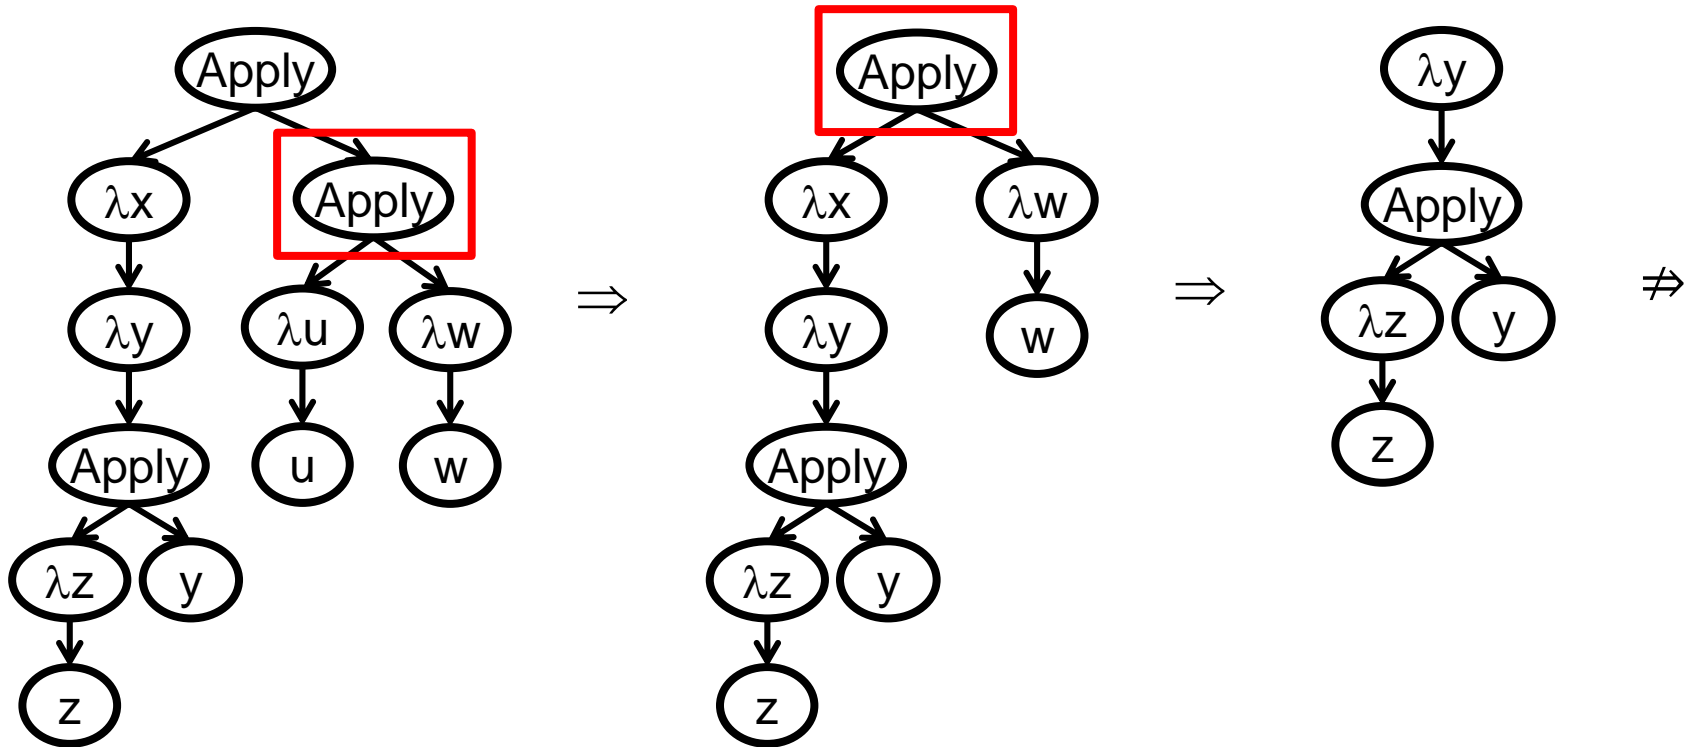 Apply Apply λy
λx Apply λx λw Apply
λy λu λw ⇒ λy w ⇒ λz y ⇏
Apply u w Apply z
λz y λz y
z z